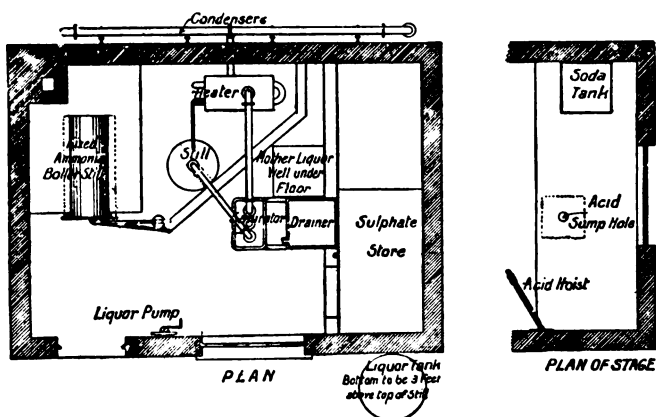 Condensers
Heater
Fixed
Ammonia
Boiler Still
Still
Mother Liquor
Well under
Floor
Saturator
Drainer
Sulphate
Store
Liquor Pump
PLAN
Liquor Tank
Bottom to be 3 Feet
above top of Still
Soda
Tank
Acid
Sump Hole
Acid Hoist
PLAN OF STAGE